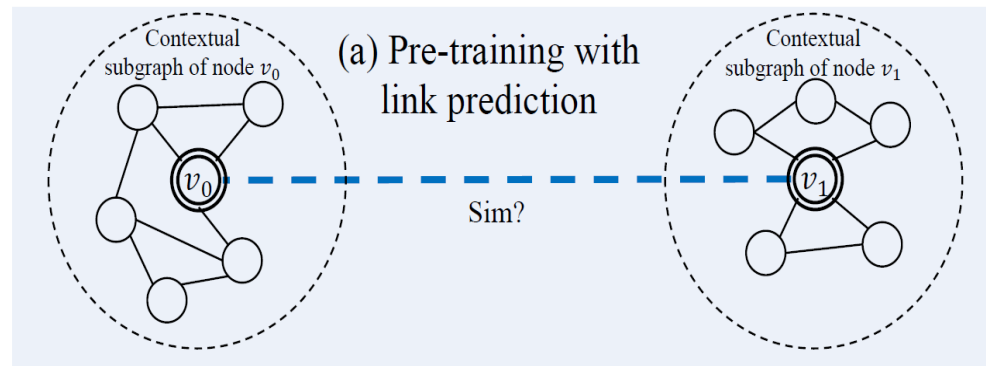 Contextual
subgraph of node v₀
(a) Pre-training with
link prediction
Contextual
subgraph of node v₁
v₀
v₁
Sim?